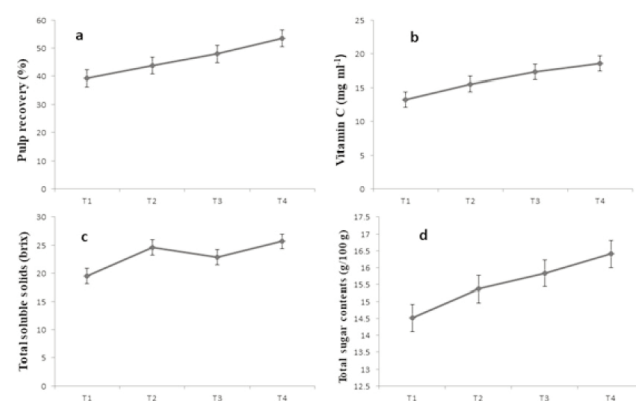 a
Pulp recovery (%)
60
50
40
30
20
10
0
T1 T2 T3 T4
b
Vitamin C (mg ml-1)
25
20
15
10
5
0
T1 T2 T3 T4
c
Total soluble solids (brix)
30
25
20
15
10
5
0
T1 T2 T3 T4
d
Total sugar contents (g/100 g)
17.5
17
16.5
16
15.5
15
14.5
14
13.5
13
12.5
T1 T2 T3 T4